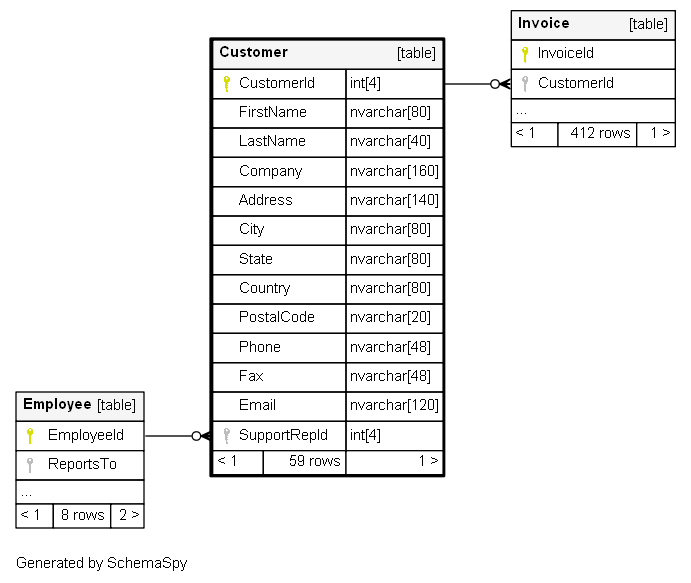 Customer [table]
CustomerId int[4]
FirstName nvarchar[80]
LastName nvarchar[40]
Company nvarchar[160]
Address nvarchar[140]
City nvarchar[80]
State nvarchar[80]
Country nvarchar[80]
PostalCode nvarchar[20]
Phone nvarchar[48]
Fax nvarchar[48]
Email nvarchar[120]
SupportRepId int[4]
< 1 59 rows 1 >
Invoice [table]
InvoiceId
CustomerId
...
< 1 412 rows 1 >
Employee [table]
EmployeeId
ReportsTo
...
< 1 8 rows 2 >
Generated by SchemaSpy